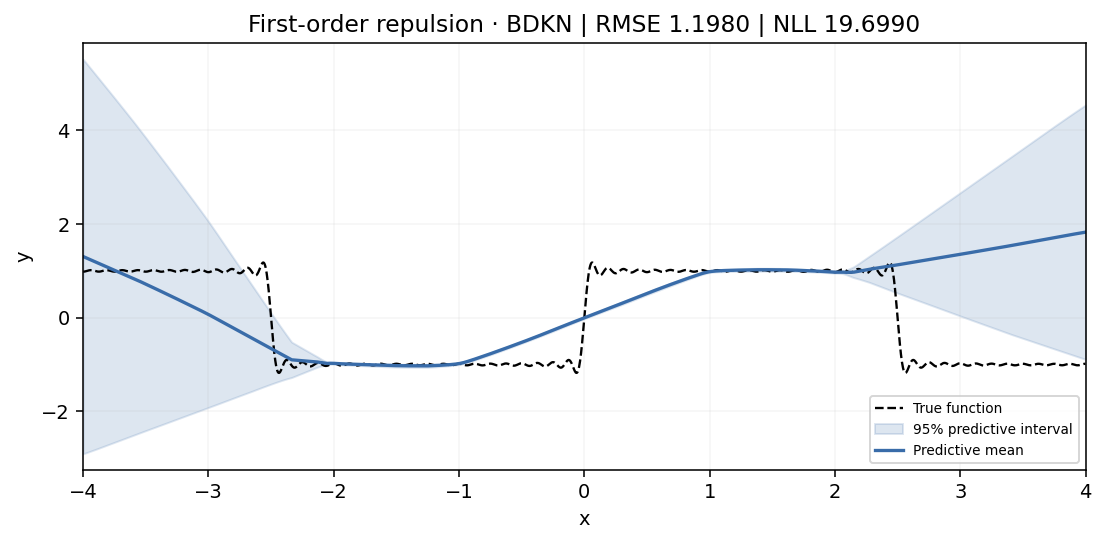 First-order repulsion · BDKN | RMSE 1.1980 | NLL 19.6990
y
4
2
0
−2
−4
−3
−2
−1
0
1
2
3
4
x
True function
95% predictive interval
Predictive mean